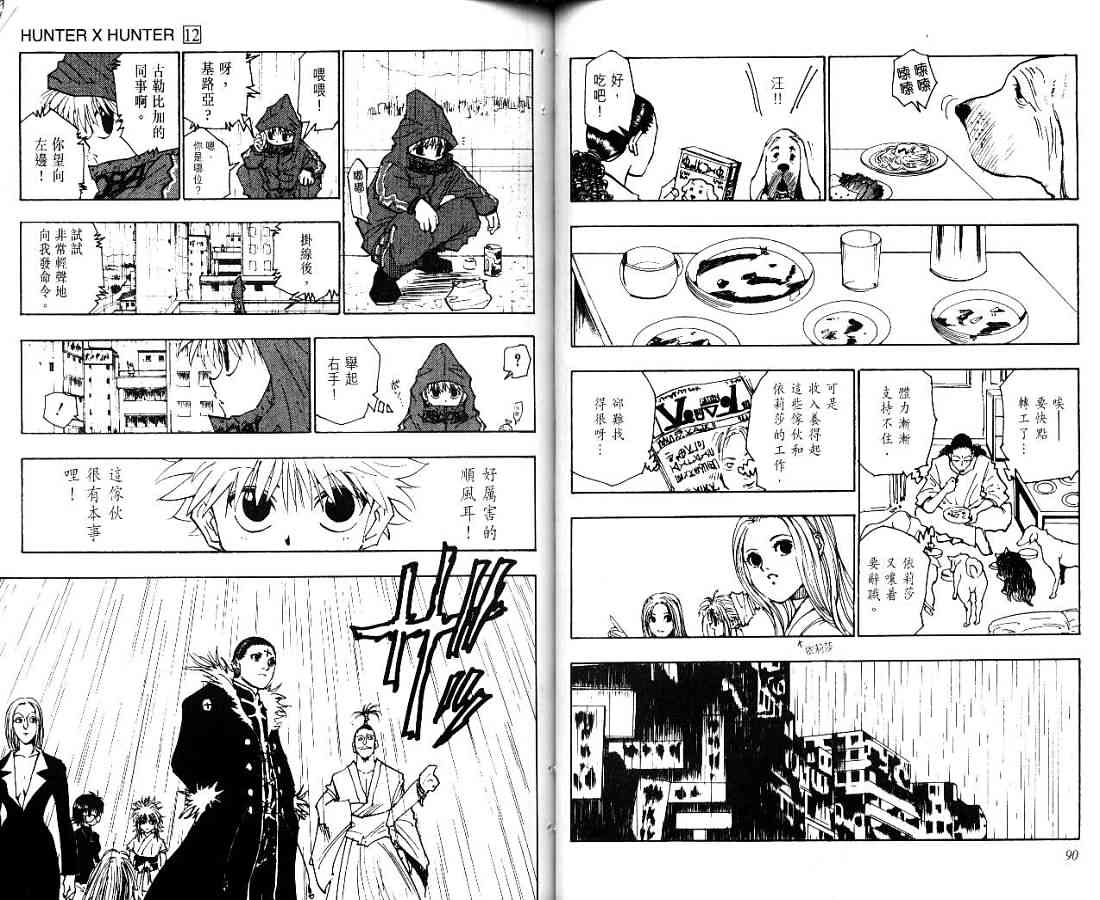 HUNTER X HUNTER 12
嗦嗦
嗦嗦
汪!!
好,
吃吧!
唉——
要快點
轉工了…
體力漸漸
支持不住.
依莉莎
又嚷着
要辭職。
可是
收入養得起
這些傢伙和
依莉莎的工作,
卻難找
得很呀…
依莉莎
90
嘟嘟
喂喂!
呀,
基路亞?
嗯,
你是哪位?
古勒比加的
同事啊。
你望向
左邊!
掛線後,
試試
非常輕聲地
向我發命令。
?
舉起
右手!
!
好厲害的
順風耳!
這傢伙
很有本事
哩!